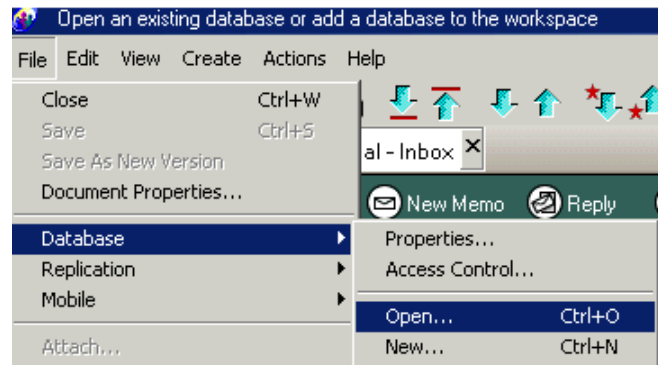 Open an existing database or add a database to the workspace
File Edit View Create Actions Help
Close Ctrl+W
Save Ctrl+S
Save As New Version
Document Properties...
al - Inbox
New Memo Reply
Database
Replication
Mobile
Attach...
Properties...
Access Control...
Open... Ctrl+O
New... Ctrl+N